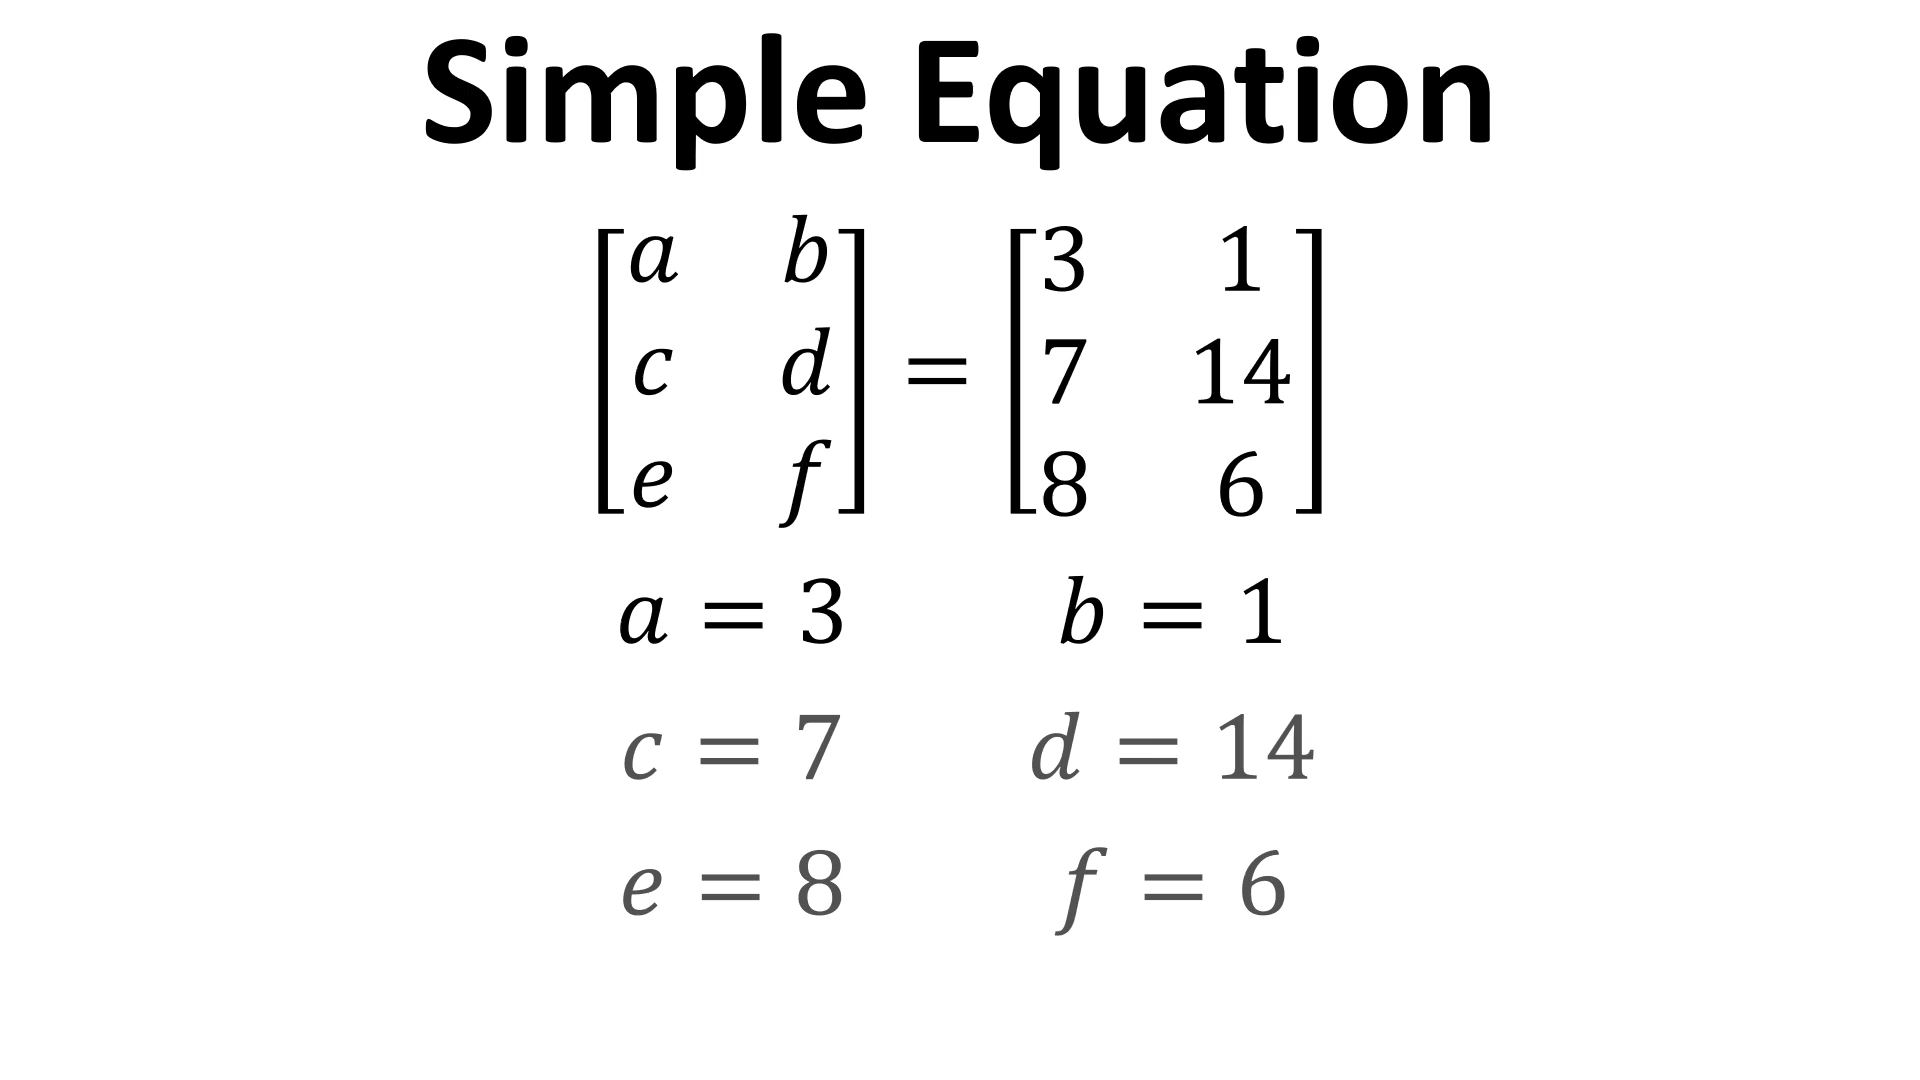 Simple Equation
[a b] = [3 1]
[c d] = [7 14]
[e f] = [8 6]
a = 3 b = 1
c = 7 d = 14
e = 8 f = 6